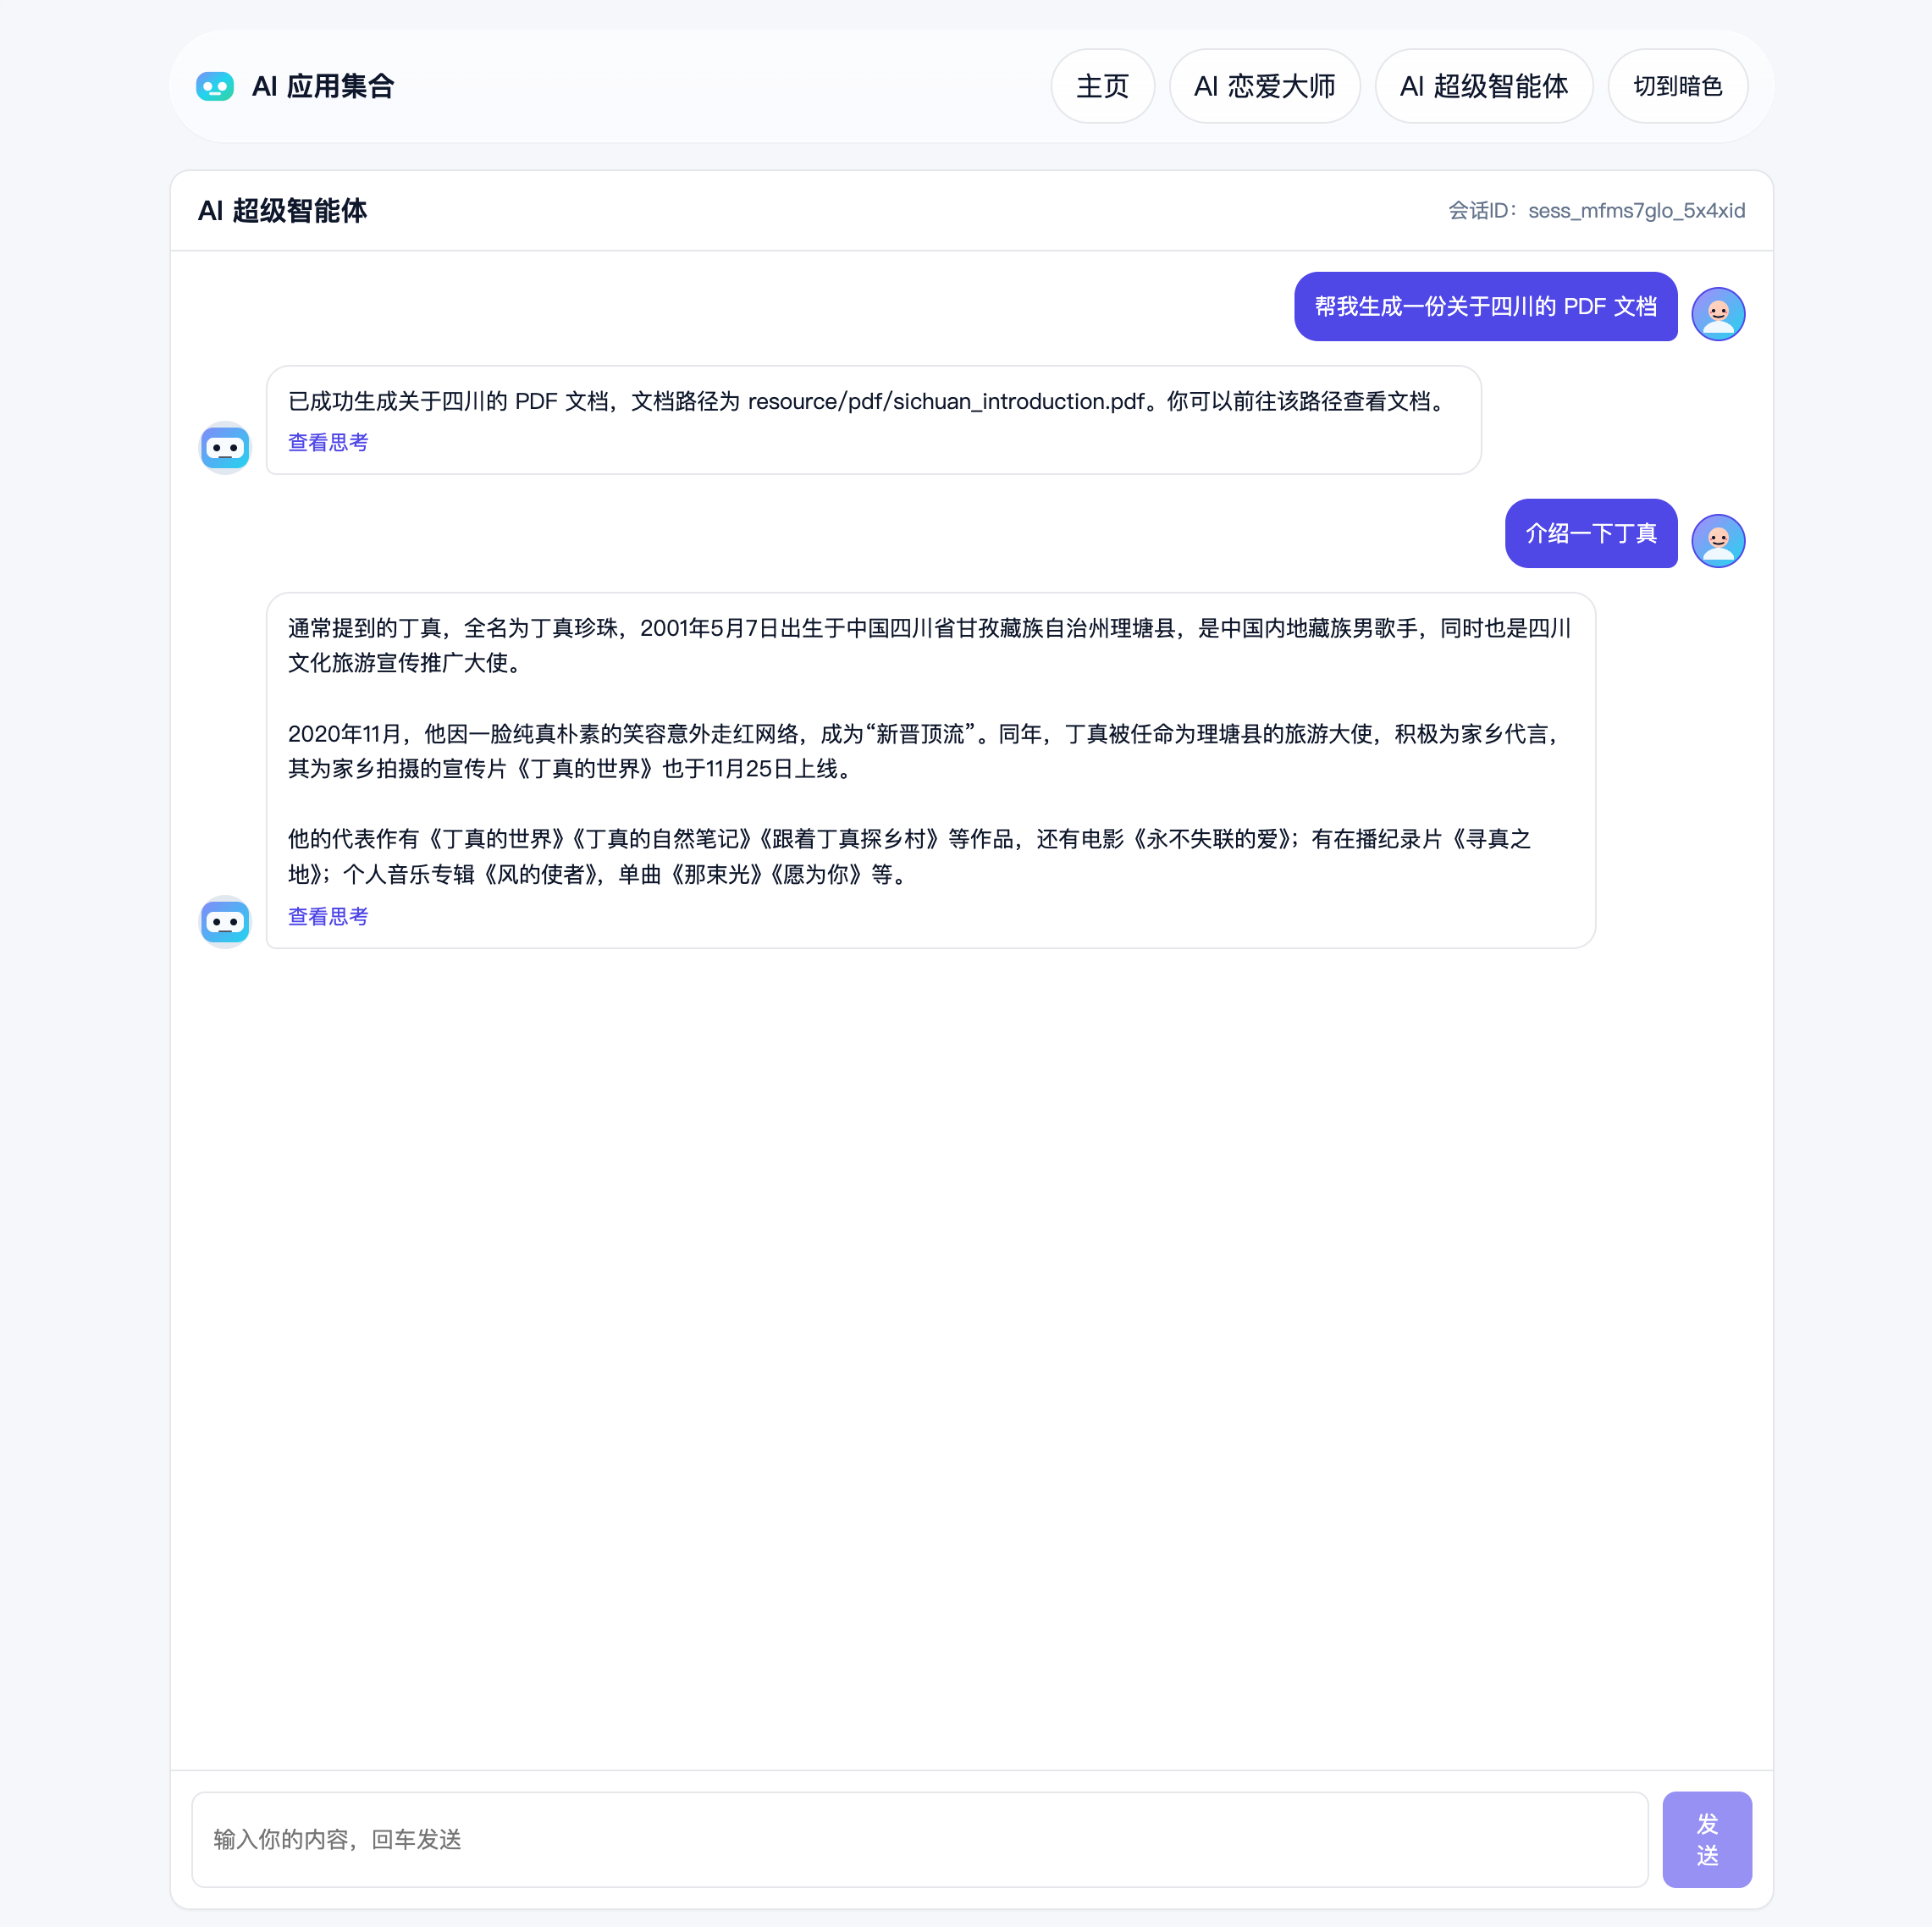 AI 应用集合
主页
AI 恋爱大师
AI 超级智能体
切到暗色
AI 超级智能体
会话ID：sess_mfms7glo_5x4xid
帮我生成一份关于四川的 PDF 文档
已成功生成关于四川的 PDF 文档，文档路径为 resource/pdf/sichuan_introduction.pdf。你可以前往该路径查看文档。
查看思考
介绍一下丁真
通常提到的丁真，全名为丁真珍珠，2001年5月7日出生于中国四川省甘孜藏族自治州理塘县，是中国内地藏族男歌手，同时也是四川
文化旅游宣传推广大使。
2020年11月，他因一脸纯真朴素的笑容意外走红网络，成为“新晋顶流”。同年，丁真被任命为理塘县的旅游大使，积极为家乡代言，
其为家乡拍摄的宣传片《丁真的世界》也于11月25日上线。
他的代表作有《丁真的世界》《丁真的自然笔记》《跟着丁真探乡村》等作品，还有电影《永不失联的爱》；有在播纪录片《寻真之
地》；个人音乐专辑《风的使者》，单曲《那束光》《愿为你》等。
查看思考
输入你的内容，回车发送
发
送